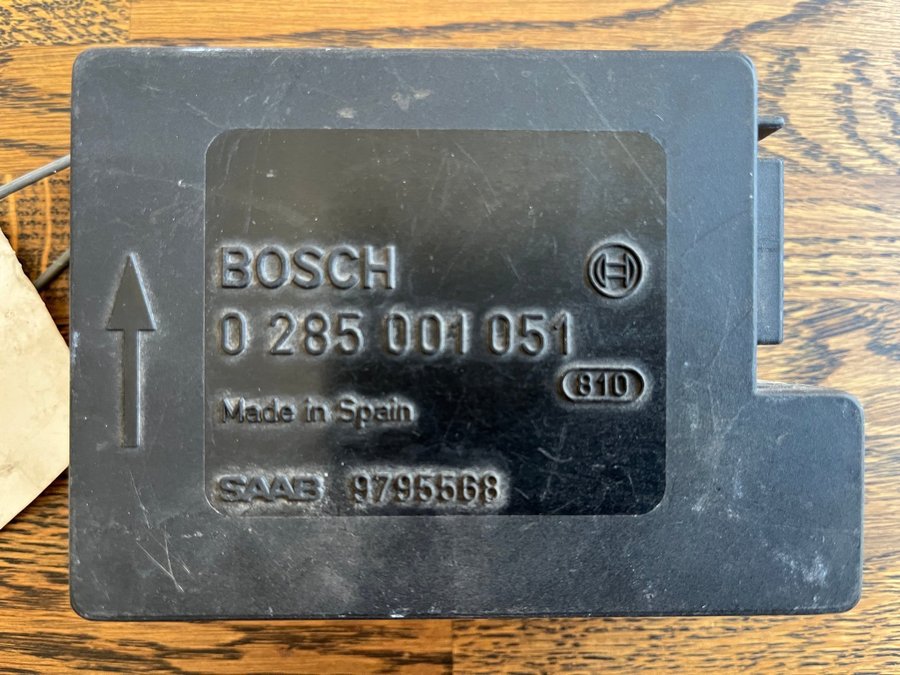 BOSCH
0 285 001 051
810
Made in Spain
SAAB 9795568